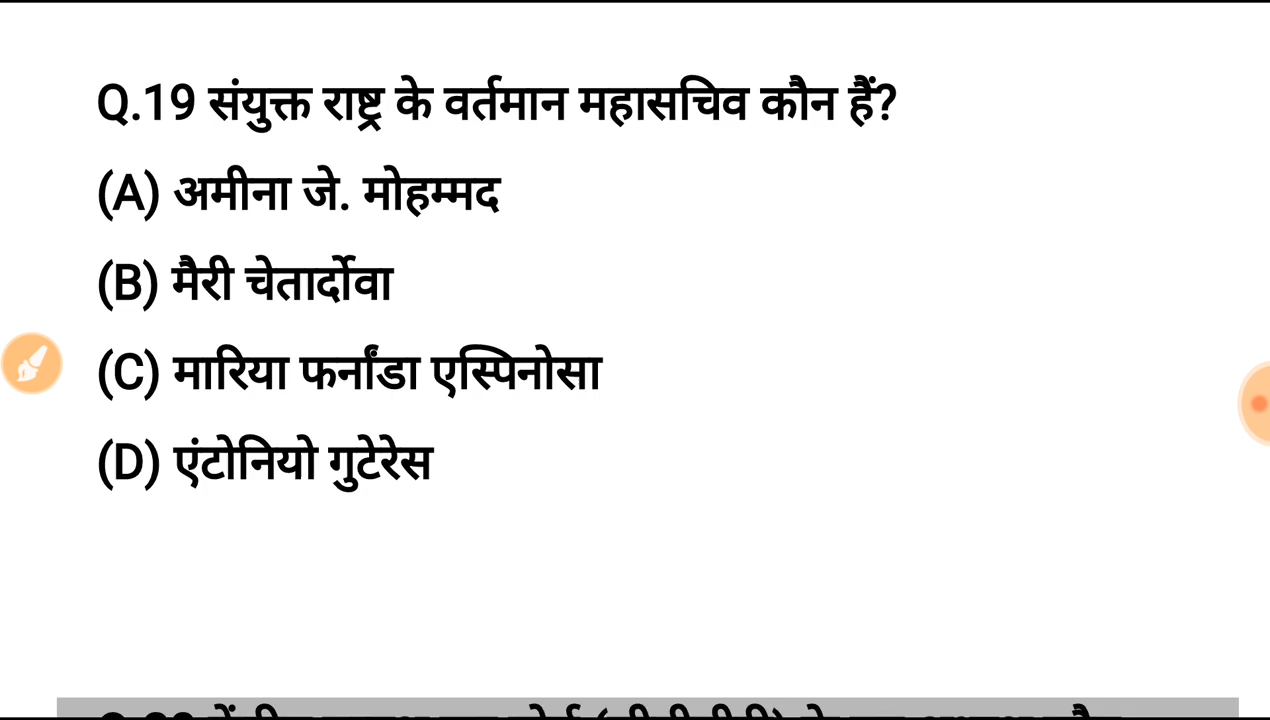 Q.19 संयुक्त राष्ट्र के वर्तमान महासचिव कौन हैं?
(A) अमीना जे. मोहम्मद
(B) मैरी चेतार्दोवा
(C) मारिया फर्नांडा एस्पिनोसा
(D) एंटोनियो गुटेरेस